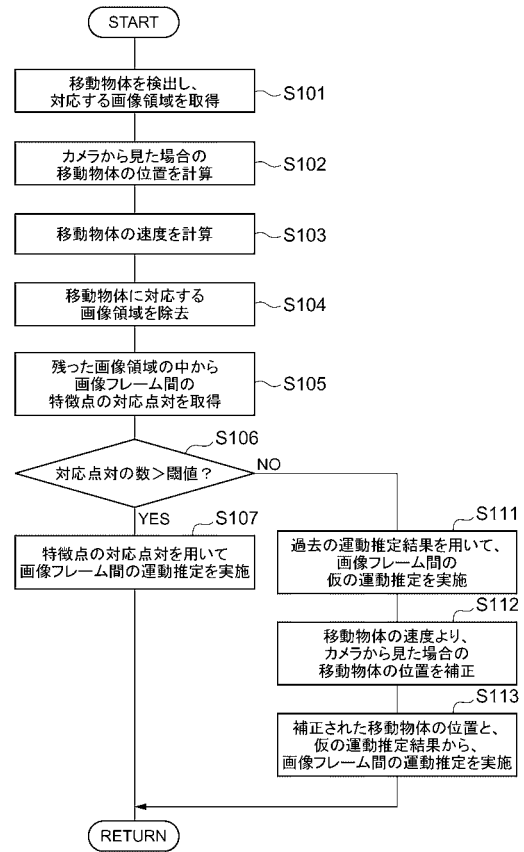 START
移動物体を検出し、
対応する画像領域を取得
S101
カメラから見た場合の
移動物体の位置を計算
S102
移動物体の速度を計算
S103
移動物体に対応する
画像領域を除去
S104
残った画像領域の中から
画像フレーム間の
特徴点の対応点対を取得
S105
S106
対応点対の数>閾値?
NO
YES
S107
特徴点の対応点対を用いて
画像フレーム間の運動推定を実施
S111
過去の運動推定結果を用いて、
画像フレーム間の
仮の運動推定を実施
S112
移動物体の速度より、
カメラから見た場合の
移動物体の位置を補正
S113
補正された移動物体の位置と、
仮の運動推定結果から、
画像フレーム間の運動推定を実施
RETURN